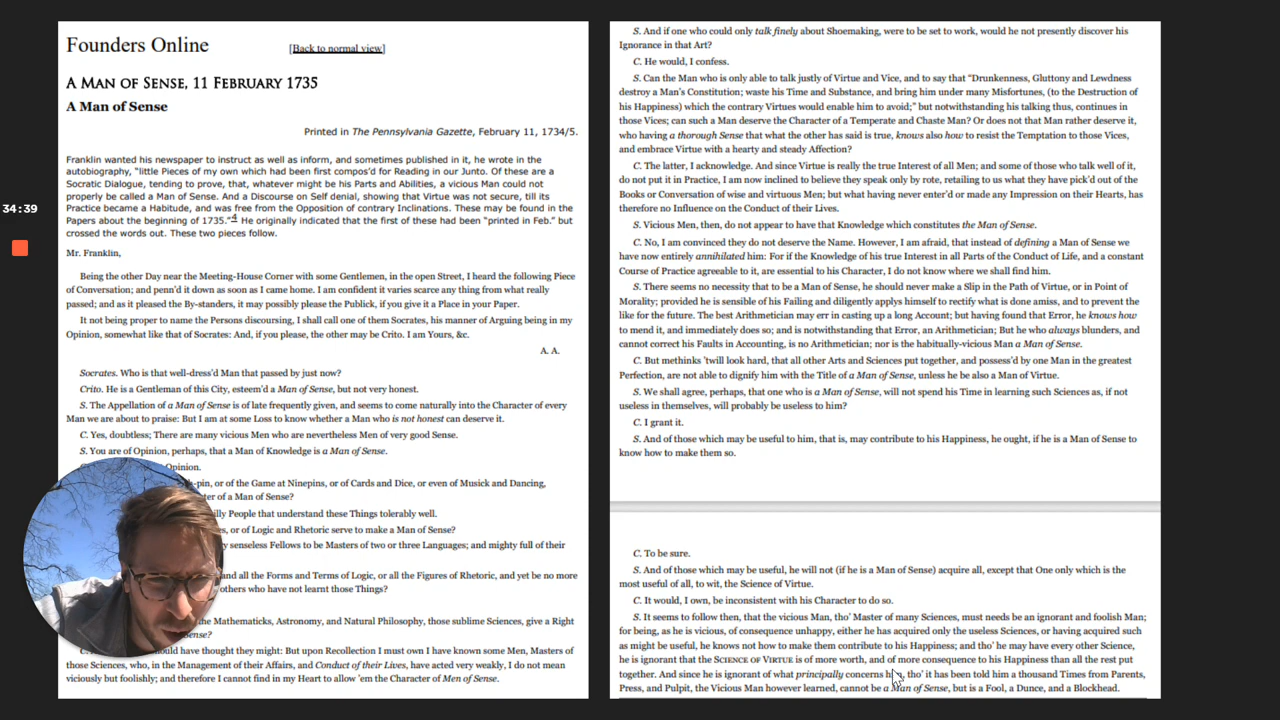 Founders Online
[Back to normal view]
A MAN OF SENSE, 11 FEBRUARY 1735
A Man of Sense
Printed in The Pennsylvania Gazette, February 11, 1734/5.
Franklin wanted his newspaper to instruct as well as inform, and sometimes published in it, he wrote in the
autobiography, “little Pieces of my own which had been first compos’d for Reading in our Junto. Of these are a
Socratic Dialogue, tending to prove, that, whatever might be his Parts and Abilities, a vicious Man could not
properly be called a Man of Sense. And a Discourse on Self denial, showing that Virtue was not secure, till its
Practice became a Habitude, and was free from the Opposition of contrary Inclinations. These may be found in the
Papers about the beginning of 1735.”4 He originally indicated that the first of these had been “printed in Feb.” but
crossed the words out. These two pieces follow.
Mr. Franklin,
Being the other Day near the Meeting-House Corner with some Gentlemen, in the open Street, I heard the following Piece
of Conversation; and penn’d it down as soon as I came home. I am confident it varies scarce any thing from what really
passed; and as it pleased the By-standers, it may possibly please the Publick, if you give it a Place in your Paper.
It not being proper to name the Persons discoursing, I shall call one of them Socrates, his manner of Arguing being in my
Opinion, somewhat like that of Socrates: And, if you please, the other may be Crito. I am Yours, &c.
A. A.
Socrates. Who is that well-dress’d Man that passed by just now?
Crito. He is a Gentleman of this City, esteem’d a Man of Sense, but not very honest.
S. The Appellation of a Man of Sense is of late frequently given, and seems to come naturally into the Character of every
Man we are about to praise: But I am at some Loss to know whether a Man who is not honest can deserve it.
C. Yes, doubtless; There are many vicious Men who are nevertheless Men of very good Sense.
S. You are of Opinion, perhaps, that a Man of Knowledge is a Man of Sense.
Opinion.
-pin, or of the Game at Ninepins, or of Cards and Dice, or even of Musick and Dancing,
of a Man of Sense?
People that understand these Things tolerably well.
or of Logic and Rhetoric serve to make a Man of Sense?
senseless Fellows to be Masters of two or three Languages; and mighty full of their
and all the Forms and Terms of Logic, or all the Figures of Rhetoric, and yet be no more
others who have not learnt those Things?
the Mathematicks, Astronomy, and Natural Philosophy, those sublime Sciences, give a Right
have thought they might: But upon Recollection I must own I have known some Men, Masters of
those Sciences, who, in the Management of their Affairs, and Conduct of their Lives, have acted very weakly, I do not mean
viciously but foolishly; and therefore I cannot find in my Heart to allow ’em the Character of Men of Sense.
34:39
S. And if one who could only talk finely about Shoemaking, were to be set to work, would he not presently discover his
Ignorance in that Art?
C. He would, I confess.
S. Can the Man who is only able to talk justly of Virtue and Vice, and to say that “Drunkenness, Gluttony and Lewdness
destroy a Man’s Constitution; waste his Time and Substance, and bring him under many Misfortunes, (to the Destruction of
his Happiness) which the contrary Virtues would enable him to avoid;” but notwithstanding his talking thus, continues in
those Vices; can such a Man deserve the Character of a Temperate and Chaste Man? Or does not that Man rather deserve it,
who having a thorough Sense that what the other has said is true, knows also how to resist the Temptation to those Vices,
and embrace Virtue with a hearty and steady Affection?
C. The latter, I acknowledge. And since Virtue is really the true Interest of all Men; and some of those who talk well of it,
do not put it in Practice, I am now inclined to believe they speak only by rote, retailing to us what they have pick’d out of the
Books or Conversation of wise and virtuous Men; but what having never enter’d or made any Impression on their Hearts, has
therefore no Influence on the Conduct of their Lives.
S. Vicious Men, then, do not appear to have that Knowledge which constitutes the Man of Sense.
C. No, I am convinced they do not deserve the Name. However, I am afraid, that instead of defining a Man of Sense we
have now entirely annihilated him: For if the Knowledge of his true Interest in all Parts of the Conduct of Life, and a constant
Course of Practice agreeable to it, are essential to his Character, I do not know where we shall find him.
S. There seems no necessity that to be a Man of Sense, he should never make a Slip in the Path of Virtue, or in Point of
Morality; provided he is sensible of his Failing and diligently applys himself to rectify what is done amiss, and to prevent the
like for the future. The best Arithmetician may err in casting up a long Account; but having found that Error, he knows how
to mend it, and immediately does so; and is notwithstanding that Error, an Arithmetician; But he who always blunders, and
cannot correct his Faults in Accounting, is no Arithmetician; nor is the habitually-vicious Man a Man of Sense.
C. But methinks ’twill look hard, that all other Arts and Sciences put together, and possess’d by one Man in the greatest
Perfection, are not able to dignify him with the Title of a Man of Sense, unless he be also a Man of Virtue.
S. We shall agree, perhaps, that one who is a Man of Sense, will not spend his Time in learning such Sciences as, if not
useless in themselves, will probably be useless to him?
C. I grant it.
S. And of those which may be useful to him, that is, may contribute to his Happiness, he ought, if he is a Man of Sense to
know how to make them so.
C. To be sure.
S. And of those which may be useful, he will not (if he is a Man of Sense) acquire all, except that One only which is the
most useful of all, to wit, the Science of Virtue.
C. It would, I own, be inconsistent with his Character to do so.
S. It seems to follow then, that the vicious Man, tho’ Master of many Sciences, must needs be an ignorant and foolish Man;
for being, as he is vicious, of consequence unhappy, either he has acquired only the useless Sciences, or having acquired such
as might be useful, he knows not how to make them contribute to his Happiness; and tho’ he may have every other Science,
he is ignorant that the SCIENCE OF VIRTUE is of more worth, and of more consequence to his Happiness than all the rest put
together. And since he is ignorant of what principally concerns him, tho’ it has been told him a thousand Times from Parents,
Press, and Pulpit, the Vicious Man however learned, cannot be a Man of Sense, but is a Fool, a Dunce, and a Blockhead.